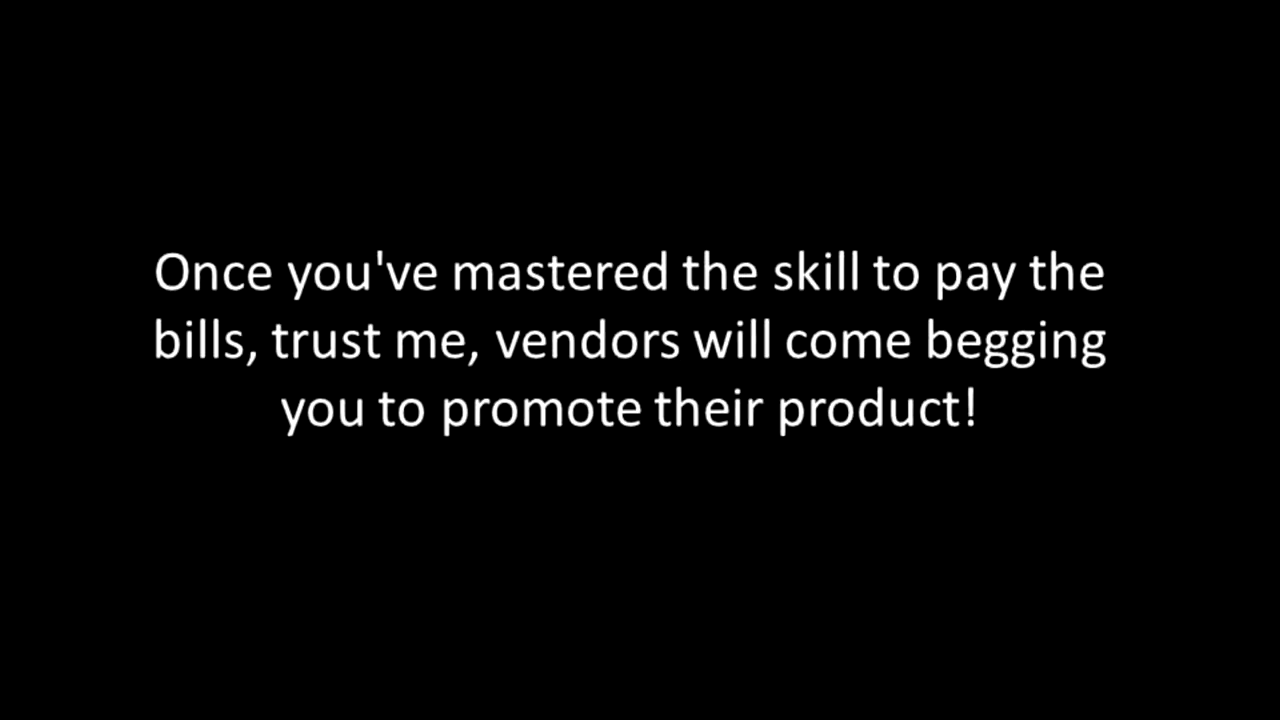 Once you've mastered the skill to pay the
bills, trust me, vendors will come begging
you to promote their product!